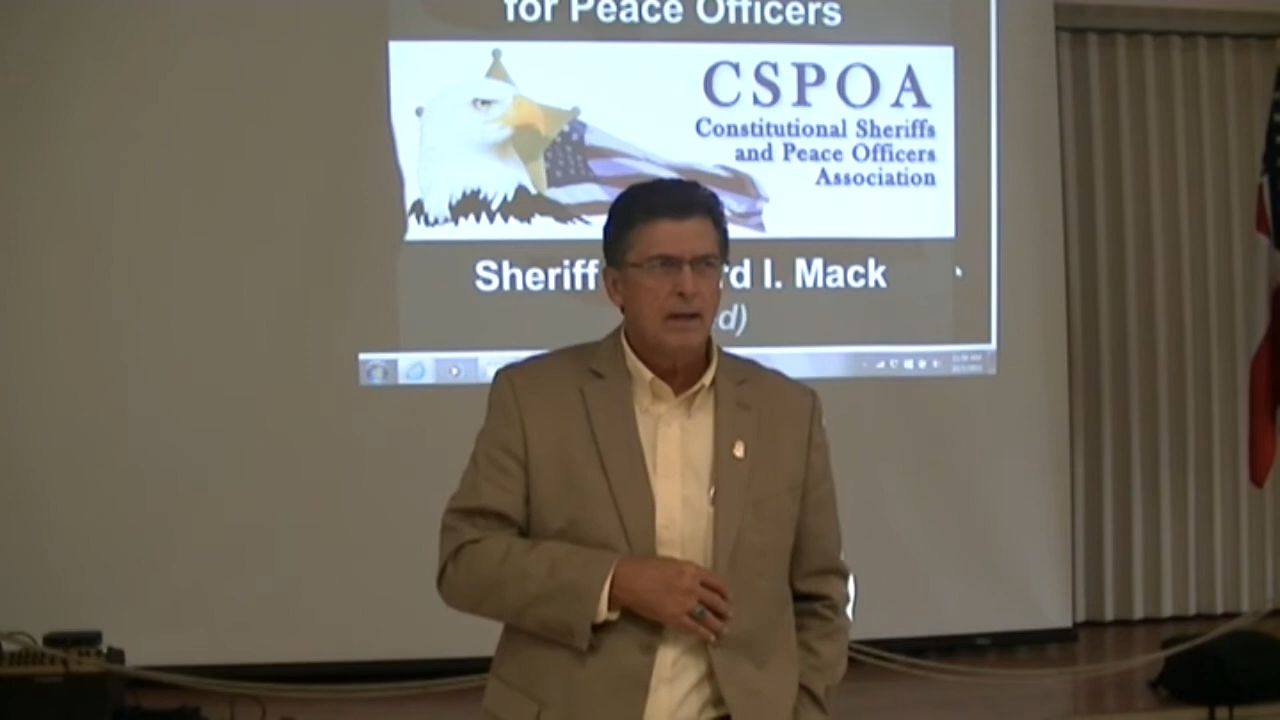 for Peace Officers
CSPOA
Constitutional Sheriffs
and Peace Officers
Association
Sheriff rd I. Mack
d)